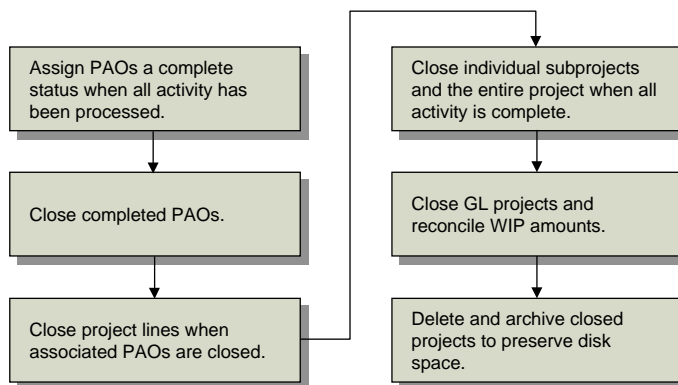 Assign PAOs a complete
status when all activity has
been processed.
Close completed PAOs.
Close project lines when
associated PAOs are closed.
Close individual subprojects
and the entire project when all
activity is complete.
Close GL projects and
reconcile WIP amounts.
Delete and archive closed
projects to preserve disk
space.